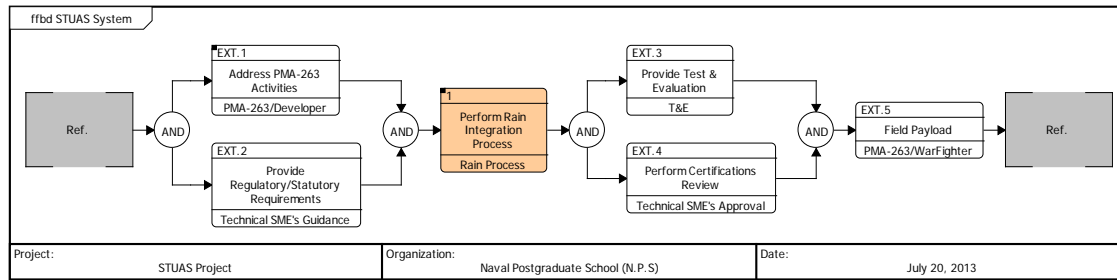 ffbd STUAS System
Ref.
AND
EXT.1
Address PMA-263
Activities
PMA-263/Developer
EXT.2
Provide
Regulatory/Statutory
Requirements
Technical SME's Guidance
AND
1
Perform Rain
Integration
Process
Rain Process
AND
EXT.3
Provide Test &
Evaluation
T&E
EXT.4
Perform Certifications
Review
Technical SME's Approval
AND
EXT.5
Field Payload
PMA-263/WarFighter
Ref.
Project:
STUAS Project
Organization:
Naval Postgraduate School (N.P.S)
Date:
July 20, 2013